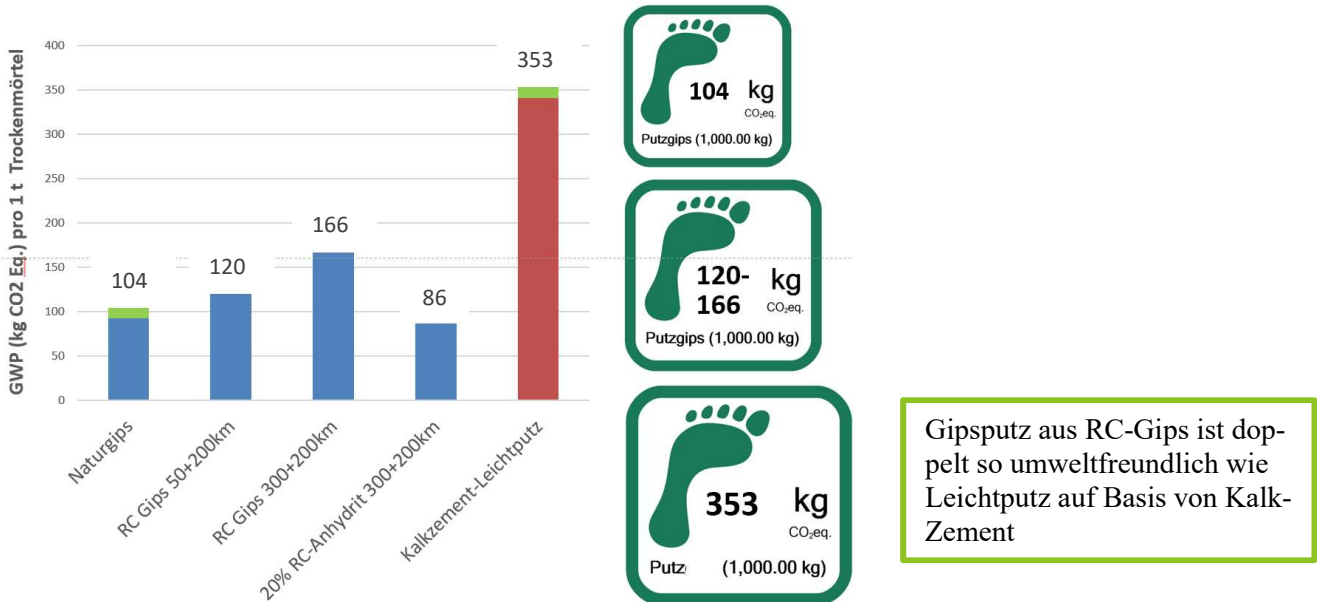 GWP (kg CO2 Eq.) pro 1 t Trockenmörtel
400
350
300
250
200
150
100
50
0
104
120
166
86
353
Naturgips
RC Gips 50+200km
RC Gips 300+200km
20% RC-Anhydrit 300+200km
Kalkzement-Leichtputz
104 kg
CO₂eq.
Putzgips (1,000.00 kg)
120-
166 kg
CO₂eq.
Putzgips (1,000.00 kg)
353 kg
CO₂eq.
Putz (1,000.00 kg)
Gipsputz aus RC-Gips ist dop-
pelt so umweltfreundlich wie
Leichtputz auf Basis von Kalk-
Zement